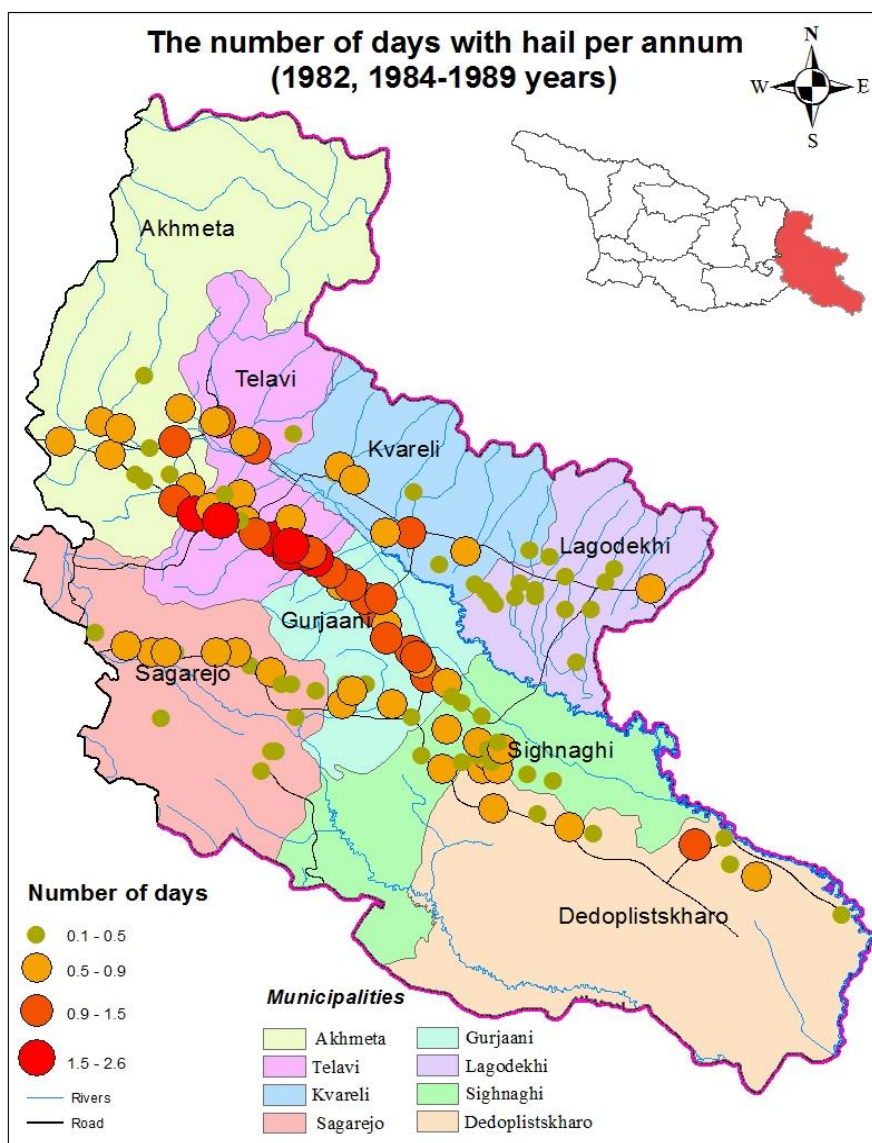 The number of days with hail per annum
(1982, 1984-1989 years)
N
W E
S
Akhmeta
Telavi
Kvareli
Lagodekhi
Gurjaani
Sagarejo
Sighnaghi
Dedoplistskharo
Number of days
0.1 - 0.5
0.5 - 0.9
0.9 - 1.5
1.5 - 2.6
Rivers
Road
Municipalities
Akhmeta
Telavi
Kvareli
Sagarejo
Gurjaani
Lagodekhi
Sighnaghi
Dedoplistskharo